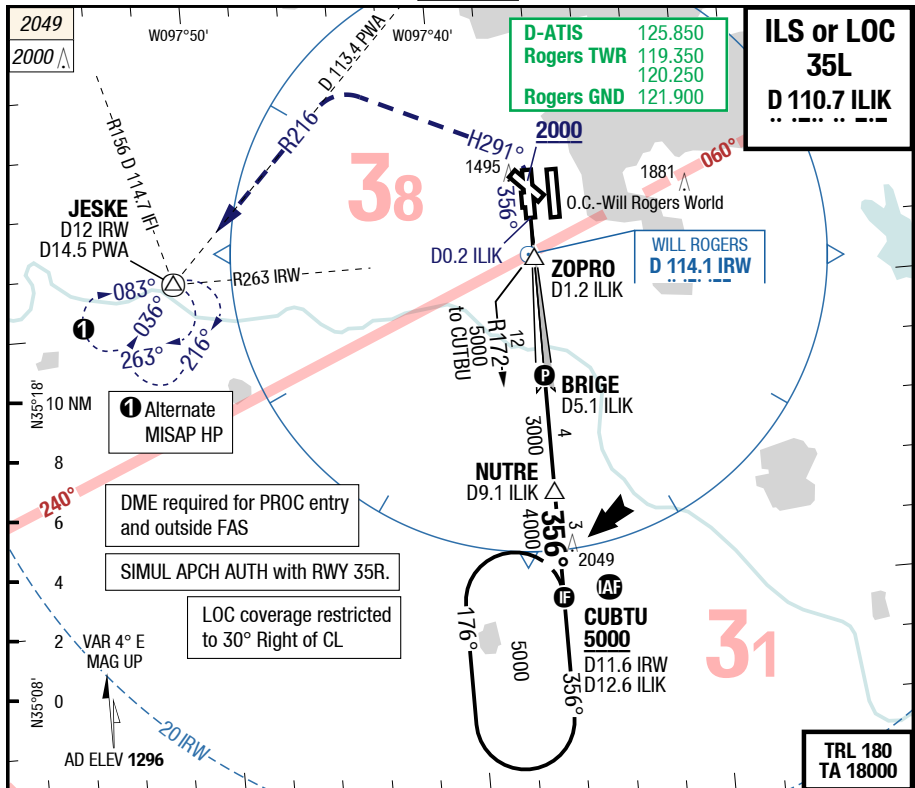 2049
2000
W097°50'
W097°40'
D 113.4 PWA
D-ATIS 125.850
Rogers TWR 119.350
120.250
Rogers GND 121.900
ILS or LOC
35L
D 110.7 ILIK
R156 D 114.7 IFI
R216
H291°
2000
1495
356°
1881
060°
O.C.-Will Rogers World
38
JESKE
D12 IRW
D14.5 PWA
D0.2 ILIK
WILL ROGERS
D 114.1 IRW
ZOPRO
D1.2 ILIK
R263 IRW
083°
036°
263°
216°
1
12
R172
5000
to CUTBU
P
BRIGE
D5.1 ILIK
N35°18'
10 NM
1 Alternate
MISAP HP
3000
4
8
NUTRE
D9.1 ILIK
240°
6
DME required for PROC entry
and outside FAS
356°
4000
3
2049
SIMUL APCH AUTH with RWY 35R.
4
IF
IAF
CUBTU
5000
D11.6 IRW
D12.6 ILIK
LOC coverage restricted
to 30° Right of CL
176°
5000
356°
31
2
VAR 4° E
MAG UP
N35°08'
0
20 IRW
AD ELEV 1296
TRL 180
TA 18000